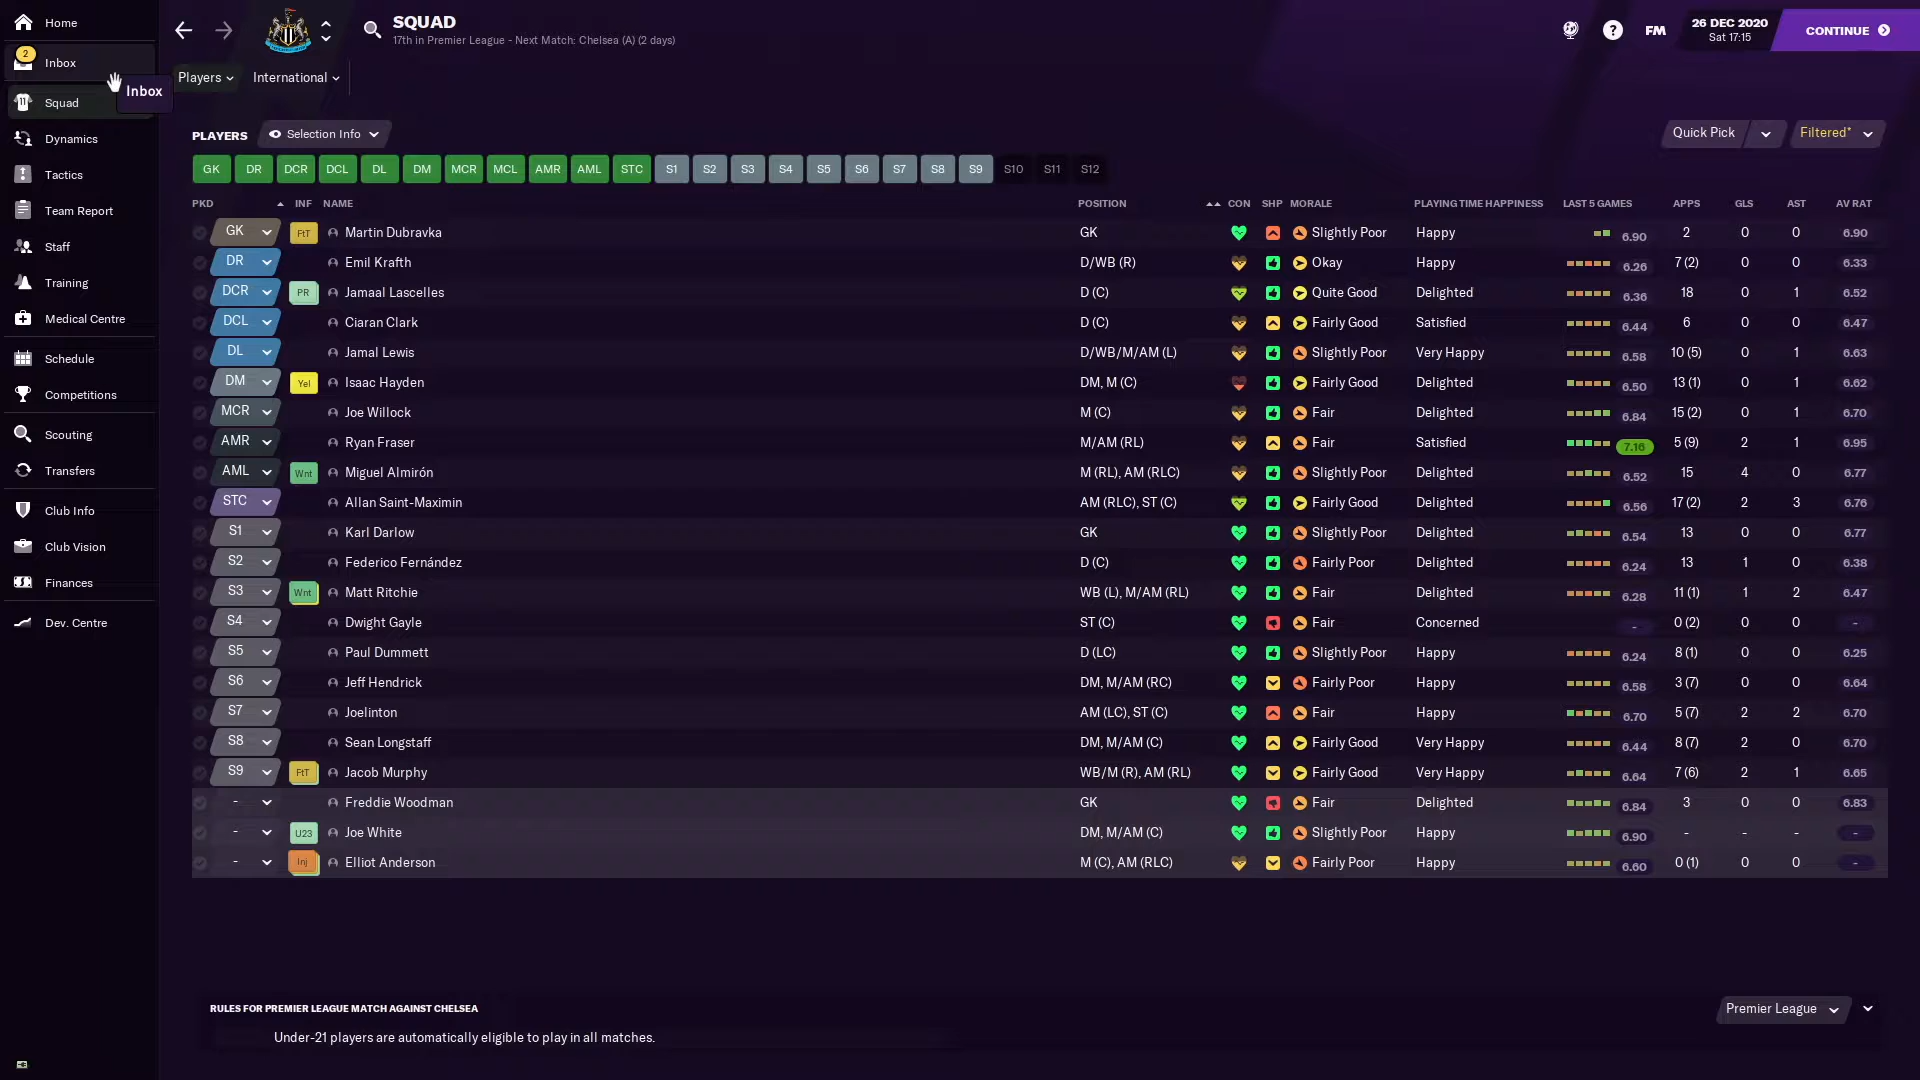 Home
SQUAD
17th in Premier League - Next Match: Chelsea (A) (2 days)
FM
26 DEC 2020
Sat 17:15
CONTINUE
2
Inbox
Players
International
Inbox
Squad
Dynamics
Tactics
Team Report
Staff
Training
Medical Centre
Schedule
Competitions
Scouting
Transfers
Club Info
Club Vision
Finances
Dev. Centre
PLAYERS
Selection Info
Quick Pick
Filtered*
GK DR DCR DCL DL DM MCR MCL AMR AML STC S1 S2 S3 S4 S5 S6 S7 S8 S9 S10 S11 S12
PKD INF NAME POSITION CON SHP MORALE PLAYING TIME HAPPINESS LAST 5 GAMES APPS GLS AST AV RAT
GK FtT Martin Dubravka GK Slightly Poor Happy 6.90 2 0 0 6.90
DR Emil Krafth D/WB (R) Okay Happy 6.26 7 (2) 0 0 6.33
DCR PR Jamaal Lascelles D (C) Quite Good Delighted 6.36 18 0 1 6.52
DCL Ciaran Clark D (C) Fairly Good Satisfied 6.44 6 0 0 6.47
DL Jamal Lewis D/WB/M/AM (L) Slightly Poor Very Happy 6.58 10 (5) 0 1 6.63
DM Yel Isaac Hayden DM, M (C) Fairly Good Delighted 6.50 13 (1) 0 1 6.62
MCR Joe Willock M (C) Fair Delighted 6.84 15 (2) 0 1 6.70
AMR Ryan Fraser M/AM (RL) Fair Satisfied 7.16 5 (9) 2 1 6.95
AML Wnt Miguel Almirón M (RL), AM (RLC) Slightly Poor Delighted 6.52 15 4 0 6.77
STC Allan Saint-Maximin AM (RLC), ST (C) Fairly Good Delighted 6.56 17 (2) 2 3 6.76
S1 Karl Darlow GK Slightly Poor Delighted 6.54 13 0 0 6.77
S2 Federico Fernández D (C) Fairly Poor Delighted 6.24 13 1 0 6.38
S3 Wnt Matt Ritchie WB (L), M/AM (RL) Fair Delighted 6.28 11 (1) 1 2 6.47
S4 Dwight Gayle ST (C) Fair Concerned - 0 (2) 0 0 -
S5 Paul Dummett D (LC) Slightly Poor Happy 6.24 8 (1) 0 0 6.25
S6 Jeff Hendrick DM, M/AM (RC) Fairly Poor Happy 6.58 3 (7) 0 0 6.64
S7 Joelinton AM (LC), ST (C) Fair Happy 6.70 5 (7) 2 2 6.70
S8 Sean Longstaff DM, M/AM (C) Fairly Good Very Happy 6.44 8 (7) 2 0 6.70
S9 FtT Jacob Murphy WB/M (R), AM (RL) Fairly Good Very Happy 6.64 7 (6) 2 1 6.65
- Freddie Woodman GK Fair Delighted 6.84 3 0 0 6.83
- U23 Joe White DM, M/AM (C) Slightly Poor Happy 6.90 - - - -
- Inj Elliot Anderson M (C), AM (RLC) Fairly Poor Happy 6.60 0 (1) 0 0 -
RULES FOR PREMIER LEAGUE MATCH AGAINST CHELSEA
Premier League
Under-21 players are automatically eligible to play in all matches.